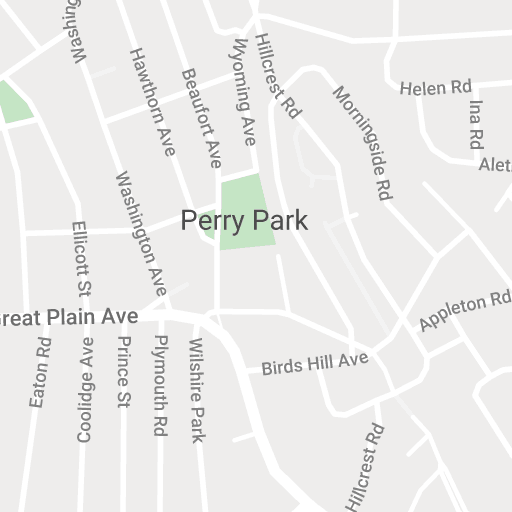 Washing
Hawthorn Ave
Beaufort Ave
Wyoming Ave
Hillcrest Rd
Morningside Rd
Helen Rd
Ina Rd
Alet
Washington Ave
Perry Park
Ellicott St
reat Plain Ave
Appleton Rd
Eaton Rd
Coolidge Ave
Prince St
Plymouth Rd
Wilshire Park
Birds Hill Ave
Hillcrest Rd